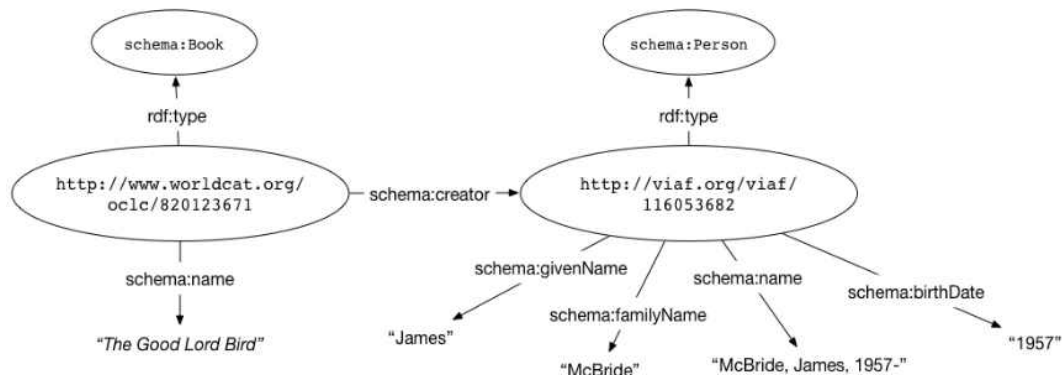 schema:Book
schema:Person
rdf:type
rdf:type
http://www.worldcat.org/
oclc/820123671
schema:creator
http://viaf.org/viaf/
116053682
schema:name
schema:givenName
schema:familyName
schema:name
schema:birthDate
“The Good Lord Bird”
“James”
“McBride”
“McBride, James, 1957-”
“1957”